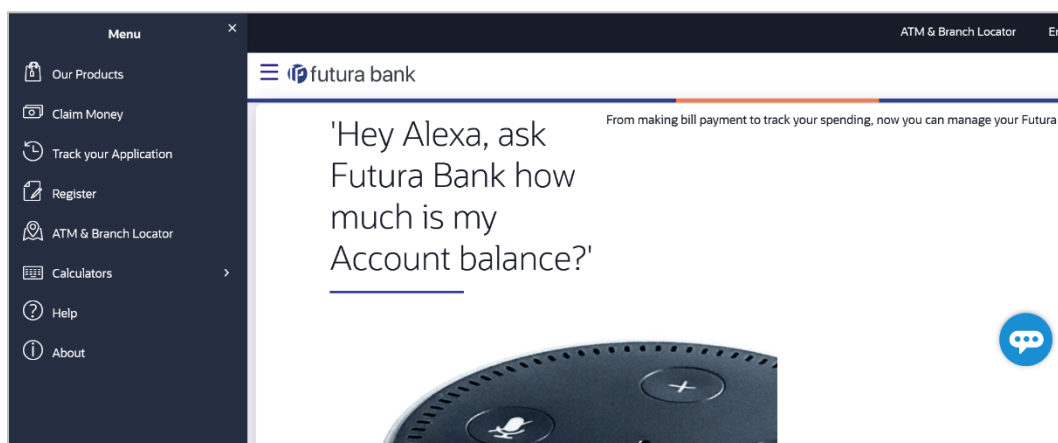 Menu
×
Our Products
Claim Money
Track your Application
Register
ATM & Branch Locator
Calculators
Help
About
ATM & Branch Locator
futura bank
'Hey Alexa, ask
Futura Bank how
much is my
Account balance?'
From making bill payment to track your spending, now you can manage your Futura